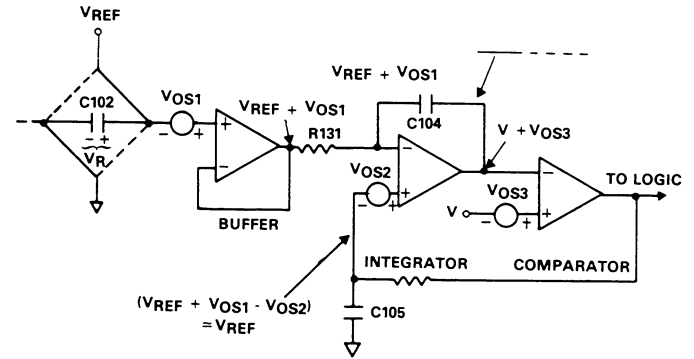 VREF
C102
- +
VR
VOS1
- +
+
-
BUFFER
VREF + VOS1
R131
VREF + VOS1
C104
-
+
VOS2
- +
V + VOS3
VOS3
V
- +
-
+
TO LOGIC
INTEGRATOR
COMPARATOR
(VREF + VOS1 - VOS2)
= VREF
C105